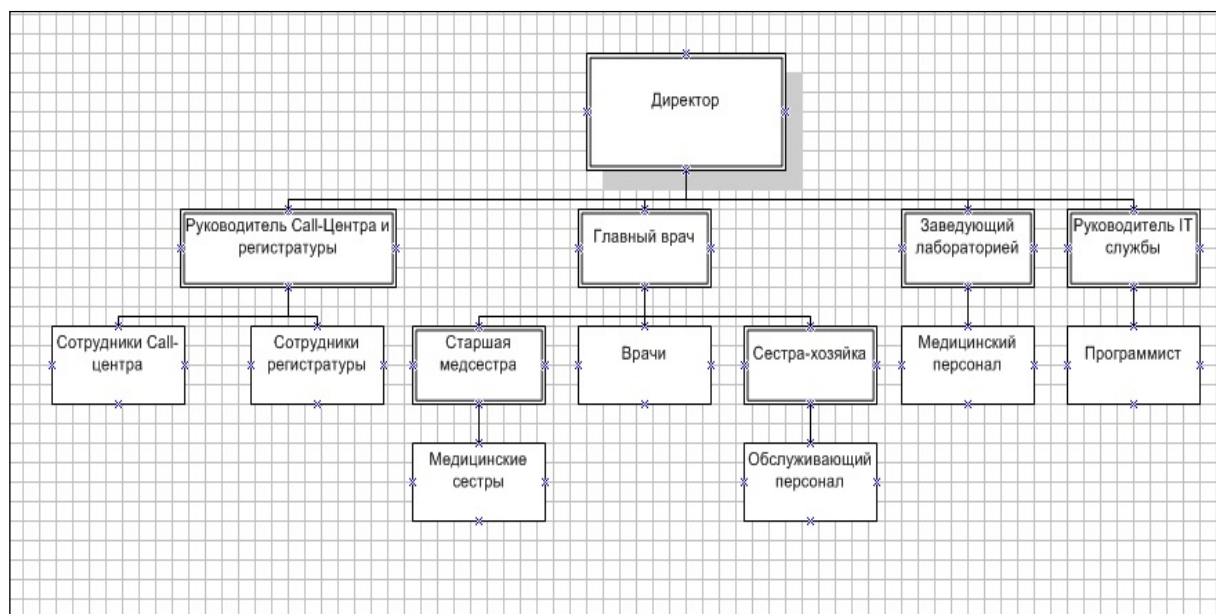 Директор
Руководитель Call-Центра и
регистратуры
Главный врач
Заведующий
лабораторией
Руководитель IT
службы
Сотрудники Call-
центра
Сотрудники
регистратуры
Старшая
медсестра
Врачи
Сестра-хозяйка
Медицинский
персонал
Программист
Медицинские
сестры
Обслуживающий
персонал